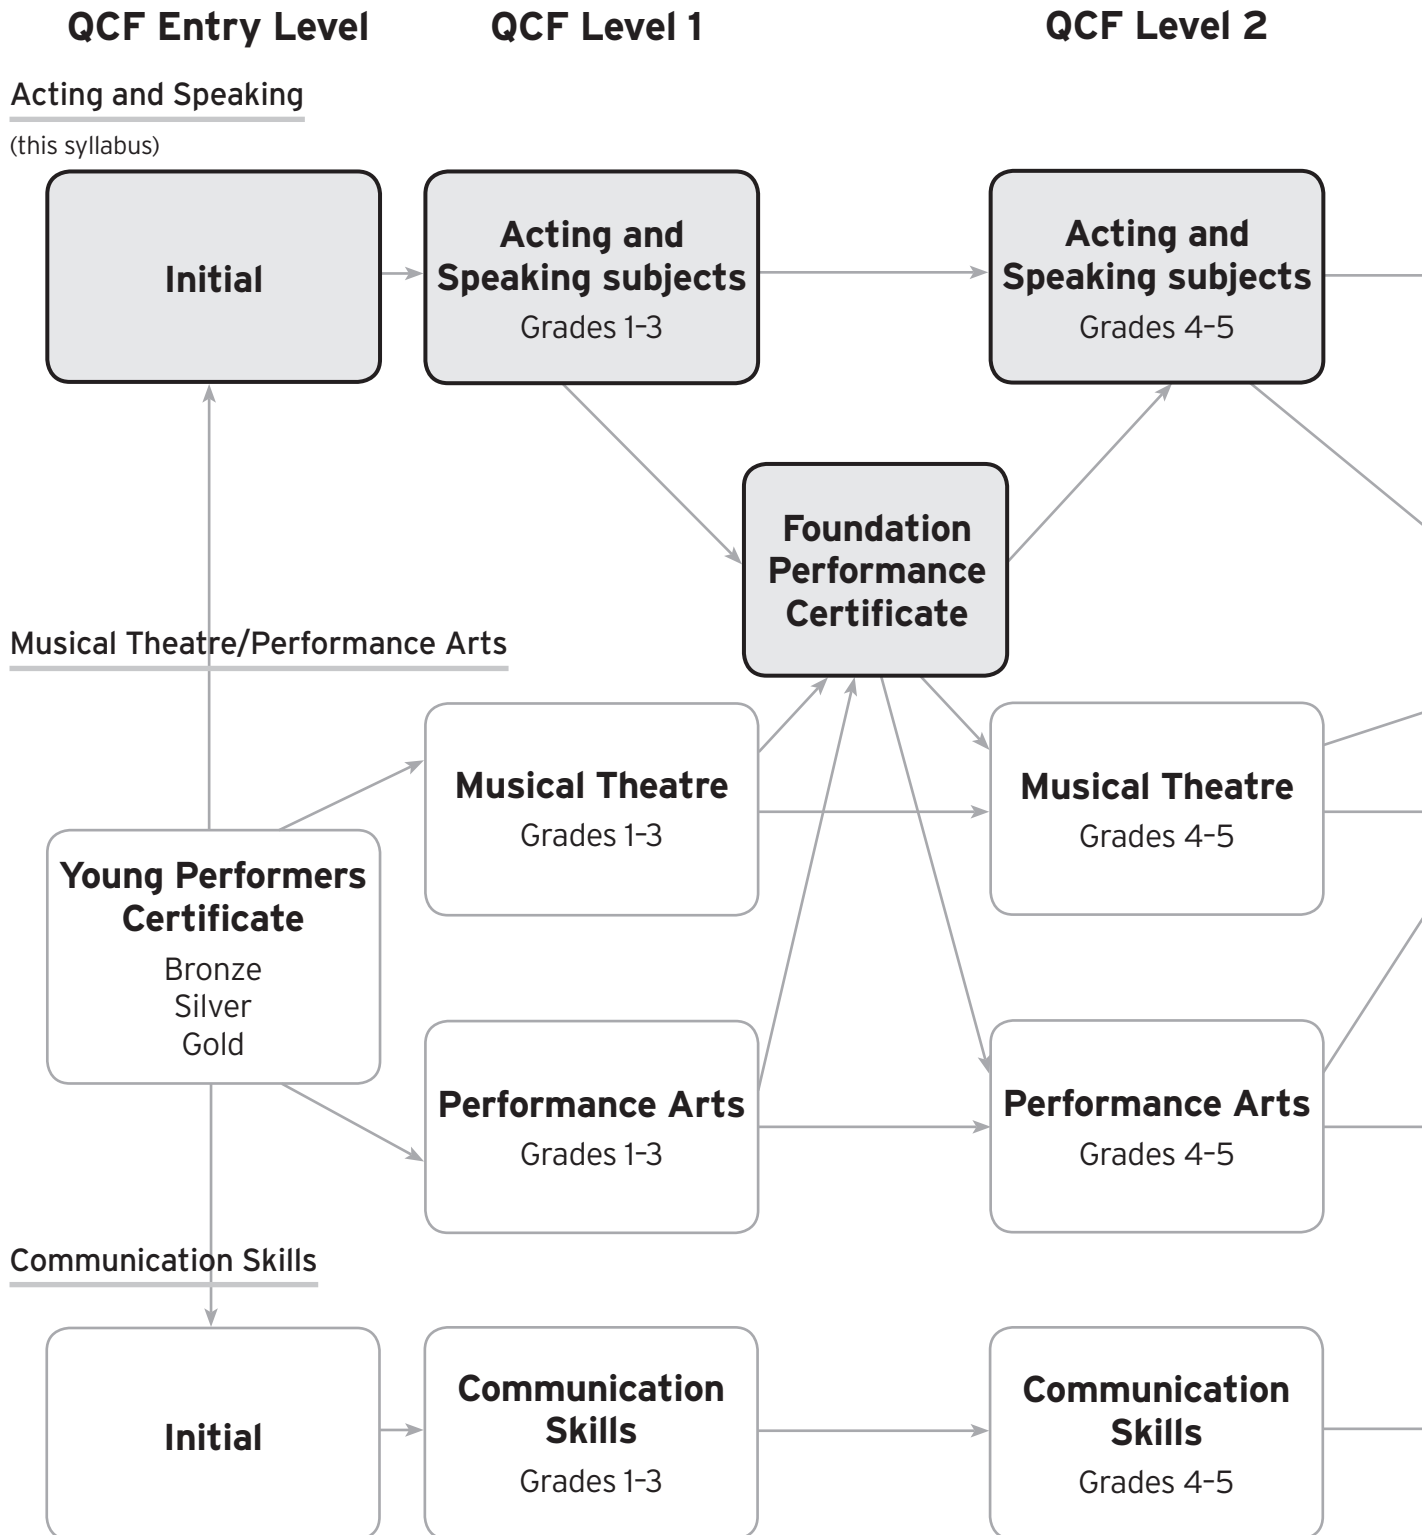 QCF Entry Level
QCF Level 1
QCF Level 2
Acting and Speaking
(this syllabus)
Initial
Acting and
Speaking subjects
Grades 1–3
Acting and
Speaking subjects
Grades 4–5
Foundation
Performance
Certificate
Musical Theatre/Performance Arts
Musical Theatre
Grades 1–3
Musical Theatre
Grades 4–5
Young Performers
Certificate
Bronze
Silver
Gold
Performance Arts
Grades 1–3
Performance Arts
Grades 4–5
Communication Skills
Initial
Communication
Skills
Grades 1–3
Communication
Skills
Grades 4–5